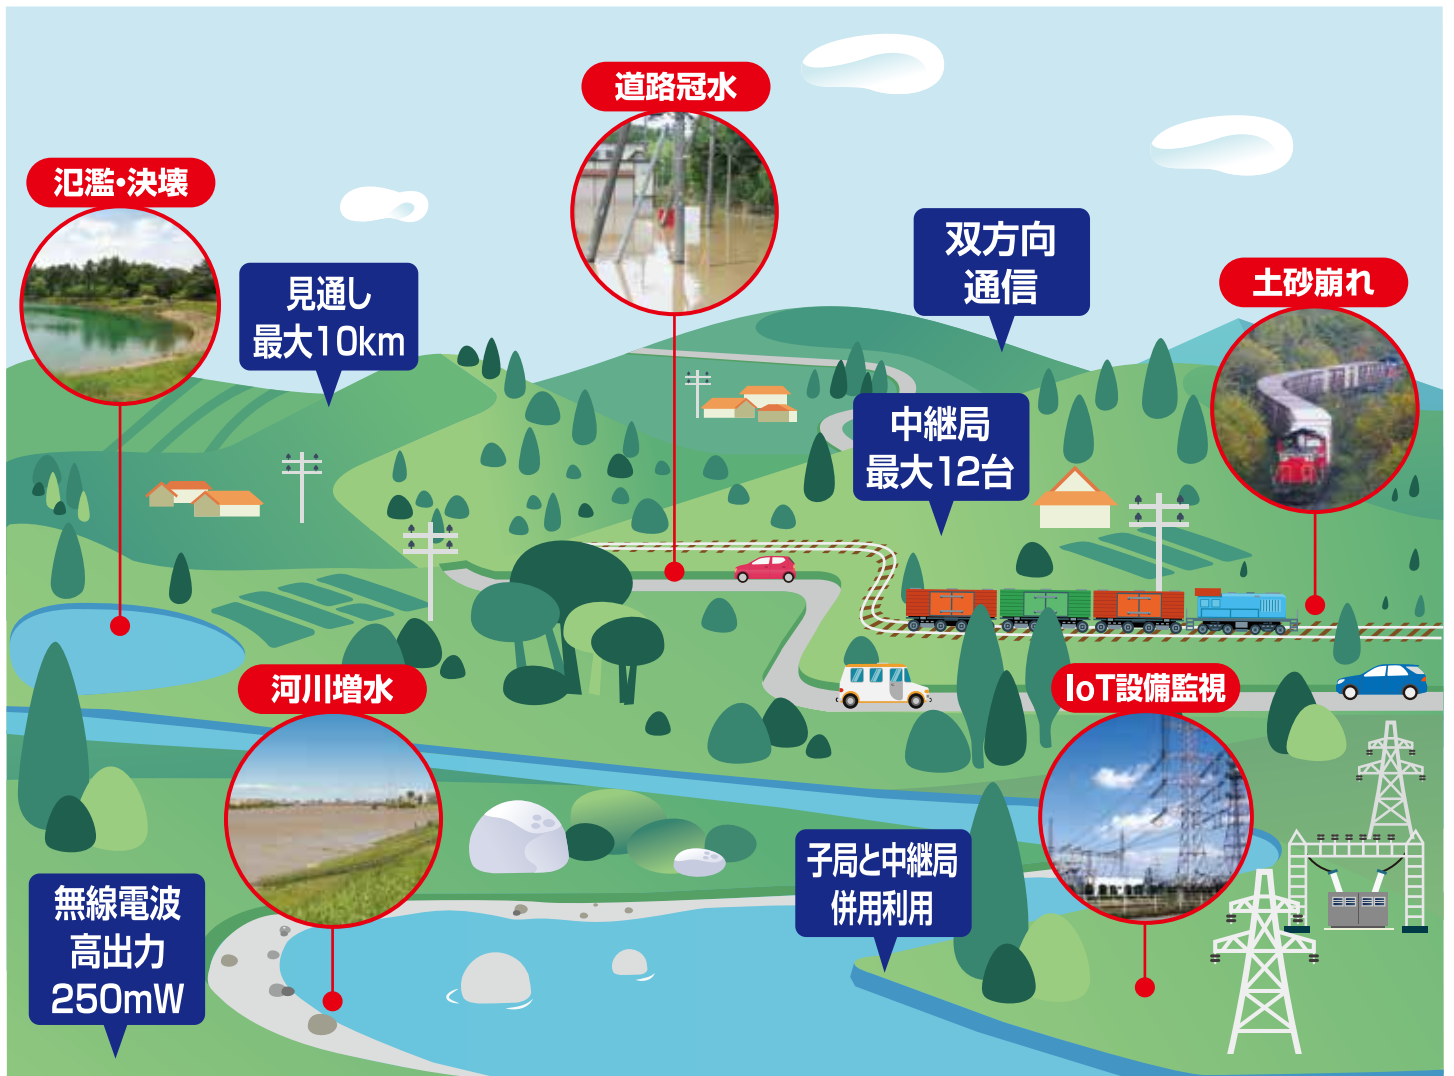 道路冠水
氾濫・決壊
見通し
最大10km
双方向
通信
土砂崩れ
中継局
最大12台
河川増水
IoT設備監視
子局と中継局
併用利用
無線電波
高出力
250mW